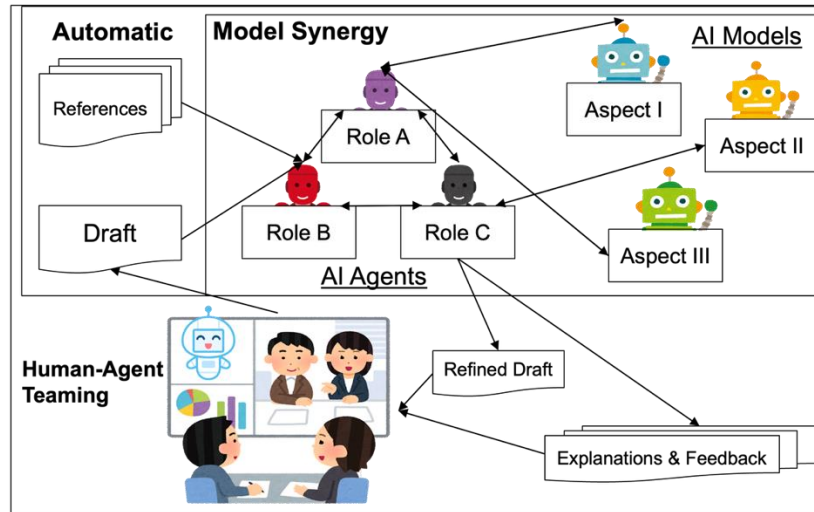 Automatic
Model Synergy
AI Models
References
Role A
Aspect I
Aspect II
Role B
Role C
Draft
Aspect III
AI Agents
Human-Agent
Teaming
Refined Draft
Explanations & Feedback